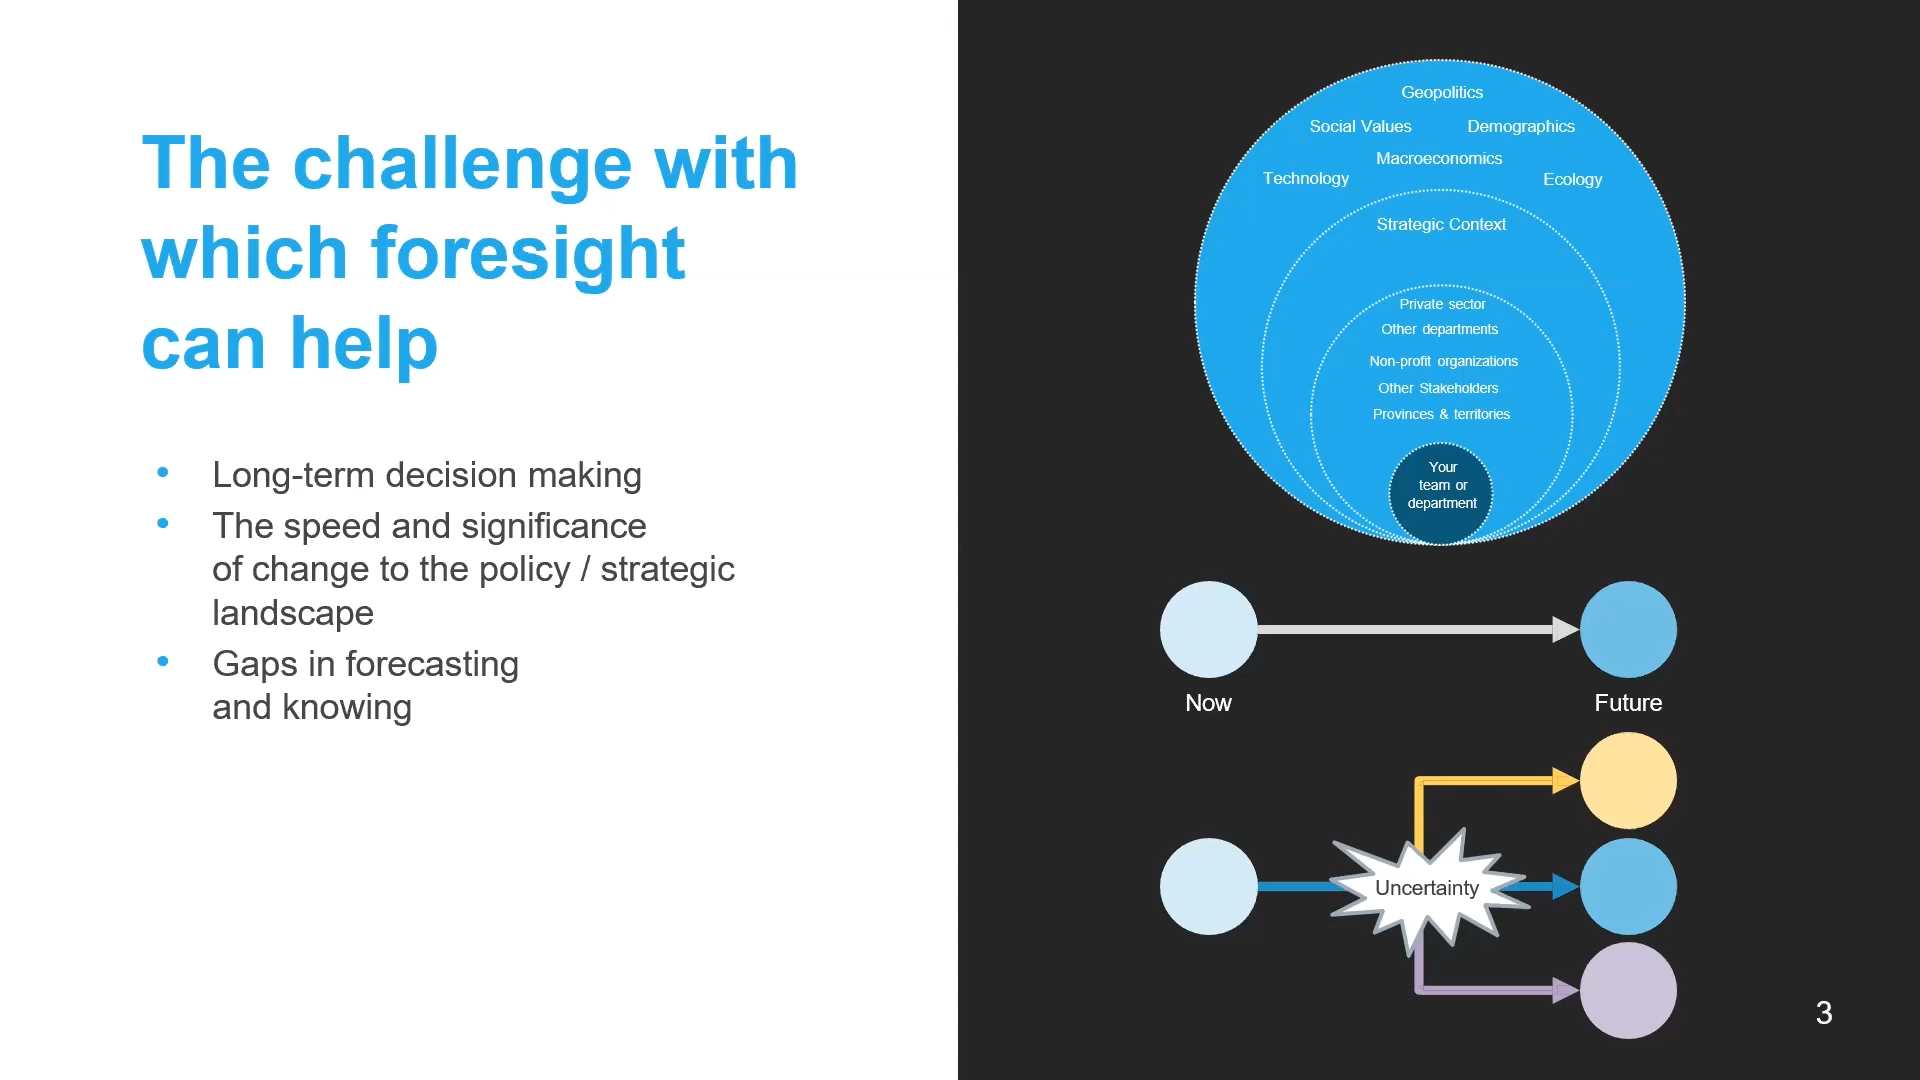 The challenge with
which foresight
can help
• Long-term decision making
• The speed and significance
of change to the policy / strategic
landscape
• Gaps in forecasting
and knowing
Geopolitics
Social Values Demographics
Macroeconomics
Technology Ecology
Strategic Context
Private sector
Other departments
Non-profit organizations
Other Stakeholders
Provinces & territories
Your
team or
department
Now Future
Uncertainty
3